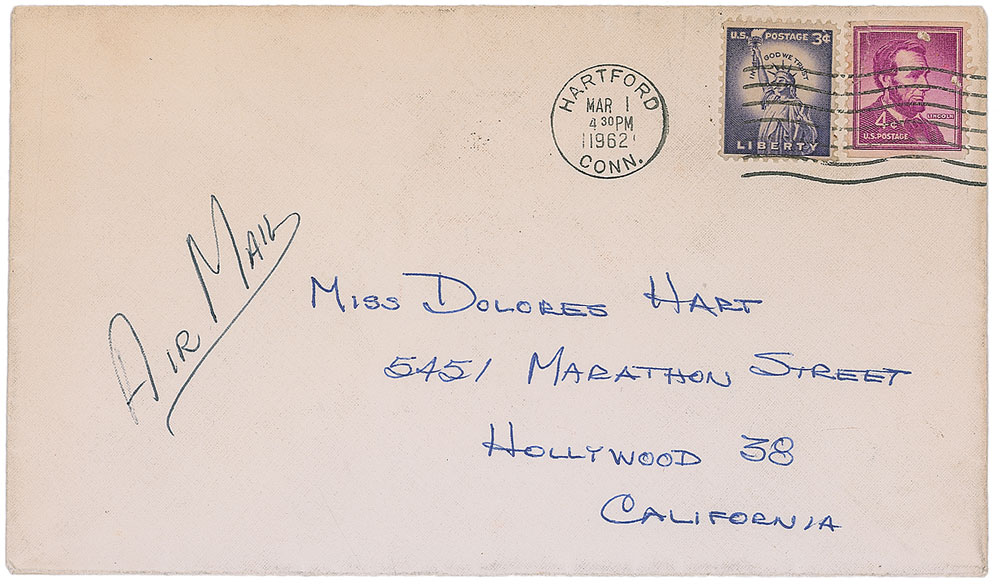 HARTFORD
MAR 1
4 30 PM
1962
CONN.
U.S. POSTAGE 3¢
IN GOD WE TRUST
LIBERTY
4¢
LINCOLN
U.S. POSTAGE
AIR MAIL
MISS DOLORES HART
5451 MARATHON STREET
HOLLYWOOD 38
CALIFORNIA